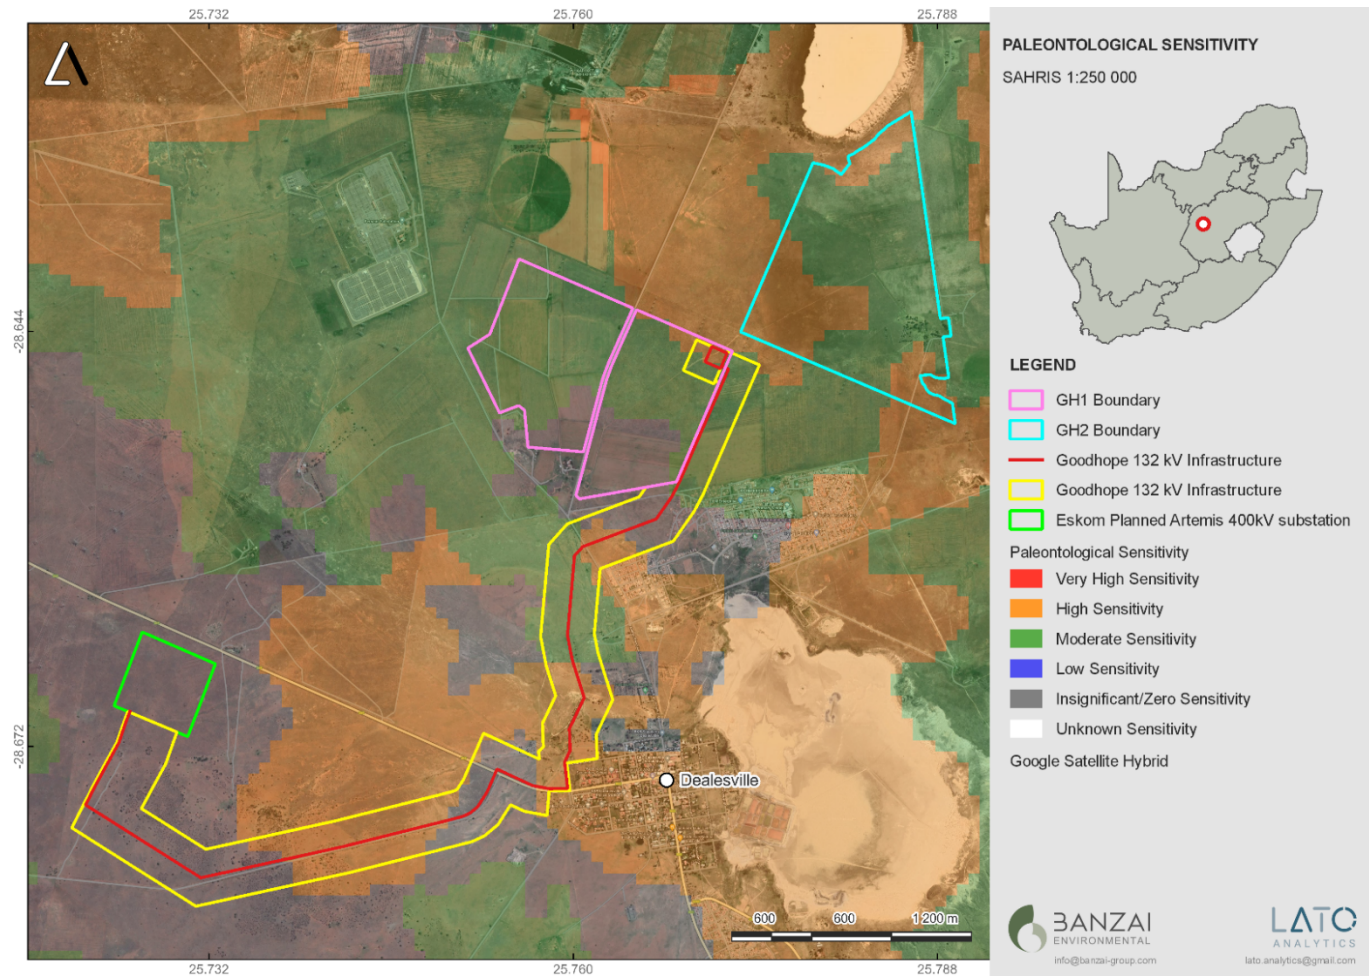 25.732
25.760
25.788
-28.644
-28.672
Dealesville
600
600
1 200 m
25.732
25.760
25.788
PALEONTOLOGICAL SENSITIVITY
SAHRIS 1:250 000
LEGEND
GH1 Boundary
GH2 Boundary
Goodhope 132 kV Infrastructure
Goodhope 132 kV Infrastructure
Eskom Planned Artemis 400kV substation
Paleontological Sensitivity
Very High Sensitivity
High Sensitivity
Moderate Sensitivity
Low Sensitivity
Insignificant/Zero Sensitivity
Unknown Sensitivity
Google Satellite Hybrid
BANZAI
ENVIRONMENTAL
info@banzai-group.com
LATO
ANALYTICS
lato.analytics@gmail.com